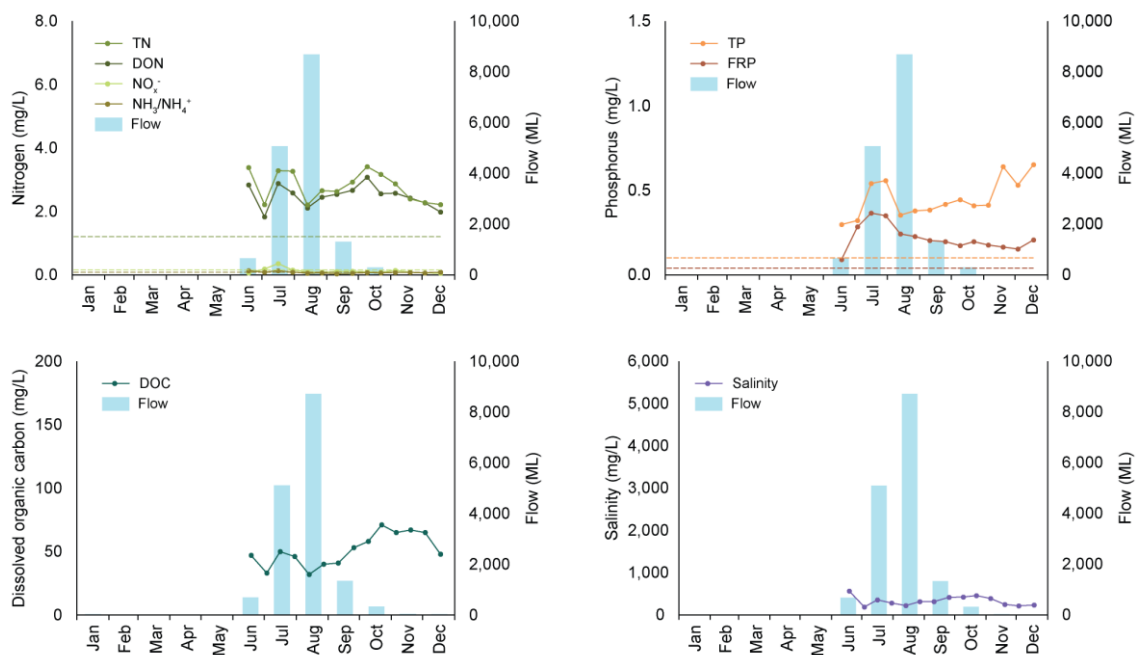 8.0
6.0
4.0
2.0
0.0
Nitrogen (mg/L)
TN
DON
NOₓ⁻
NH₃/NH₄⁺
Flow
10,000
8,000
6,000
4,000
2,000
0
Flow (ML)
Jan Feb Mar Apr May Jun Jul Aug Sep Oct Nov Dec
1.5
1.0
0.5
0.0
Phosphorus (mg/L)
TP
FRP
Flow
10,000
8,000
6,000
4,000
2,000
0
Flow (ML)
Jan Feb Mar Apr May Jun Jul Aug Sep Oct Nov Dec
200
150
100
50
0
Dissolved organic carbon (mg/L)
DOC
Flow
10,000
8,000
6,000
4,000
2,000
0
Flow (ML)
Jan Feb Mar Apr May Jun Jul Aug Sep Oct Nov Dec
6,000
5,000
4,000
3,000
2,000
1,000
0
Salinity (mg/L)
Salinity
Flow
10,000
8,000
6,000
4,000
2,000
0
Flow (ML)
Jan Feb Mar Apr May Jun Jul Aug Sep Oct Nov Dec